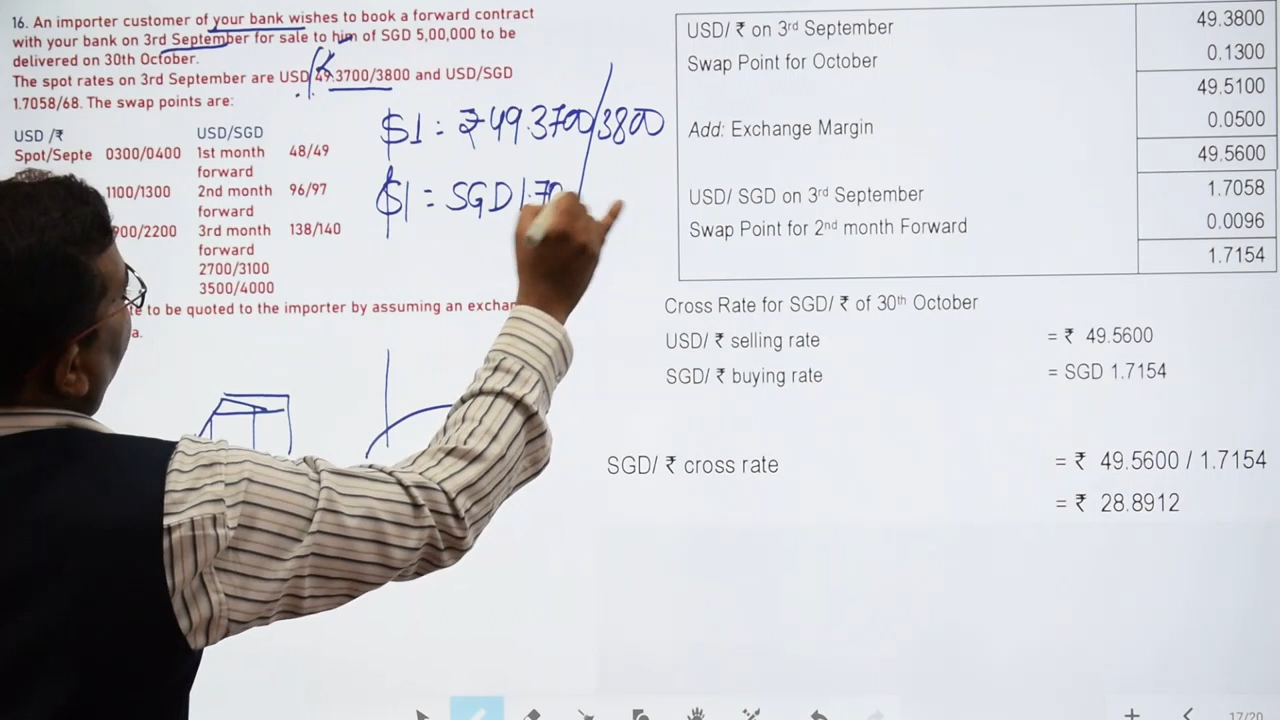 16. An importer customer of your bank wishes to book a forward contract
with your bank on 3rd September for sale to him of SGD 5,00,000 to be
delivered on 30th October.
The spot rates on 3rd September are USD 49.3700/3800 and USD/SGD
1.7058/68. The swap points are:
USD /₹ USD/SGD
Spot/Septe 0300/0400 1st month 48/49
forward
1100/1300 2nd month 96/97
forward
900/2200 3rd month 138/140
forward
2700/3100
3500/4000
te to be quoted to the importer by assuming an exchan
a.
$1 = ₹49.3700/3800
$1 = SGD 1.70
USD/ ₹ on 3rd September 49.3800
Swap Point for October 0.1300
49.5100
Add: Exchange Margin 0.0500
49.5600
USD/ SGD on 3rd September 1.7058
Swap Point for 2nd month Forward 0.0096
1.7154
Cross Rate for SGD/ ₹ of 30th October
USD/ ₹ selling rate = ₹ 49.5600
SGD/ ₹ buying rate = SGD 1.7154
SGD/ ₹ cross rate = ₹ 49.5600 / 1.7154
= ₹ 28.8912
17/20